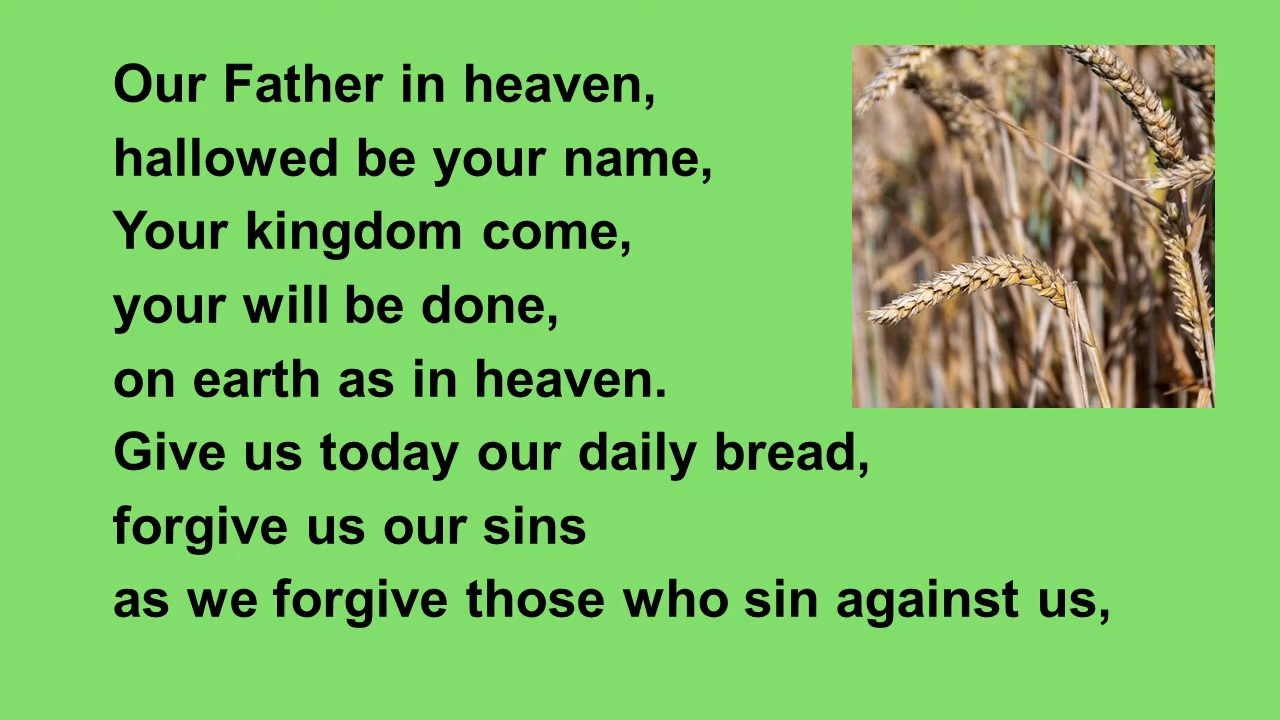 Our Father in heaven,
hallowed be your name,
Your kingdom come,
your will be done,
on earth as in heaven.
Give us today our daily bread,
forgive us our sins
as we forgive those who sin against us,